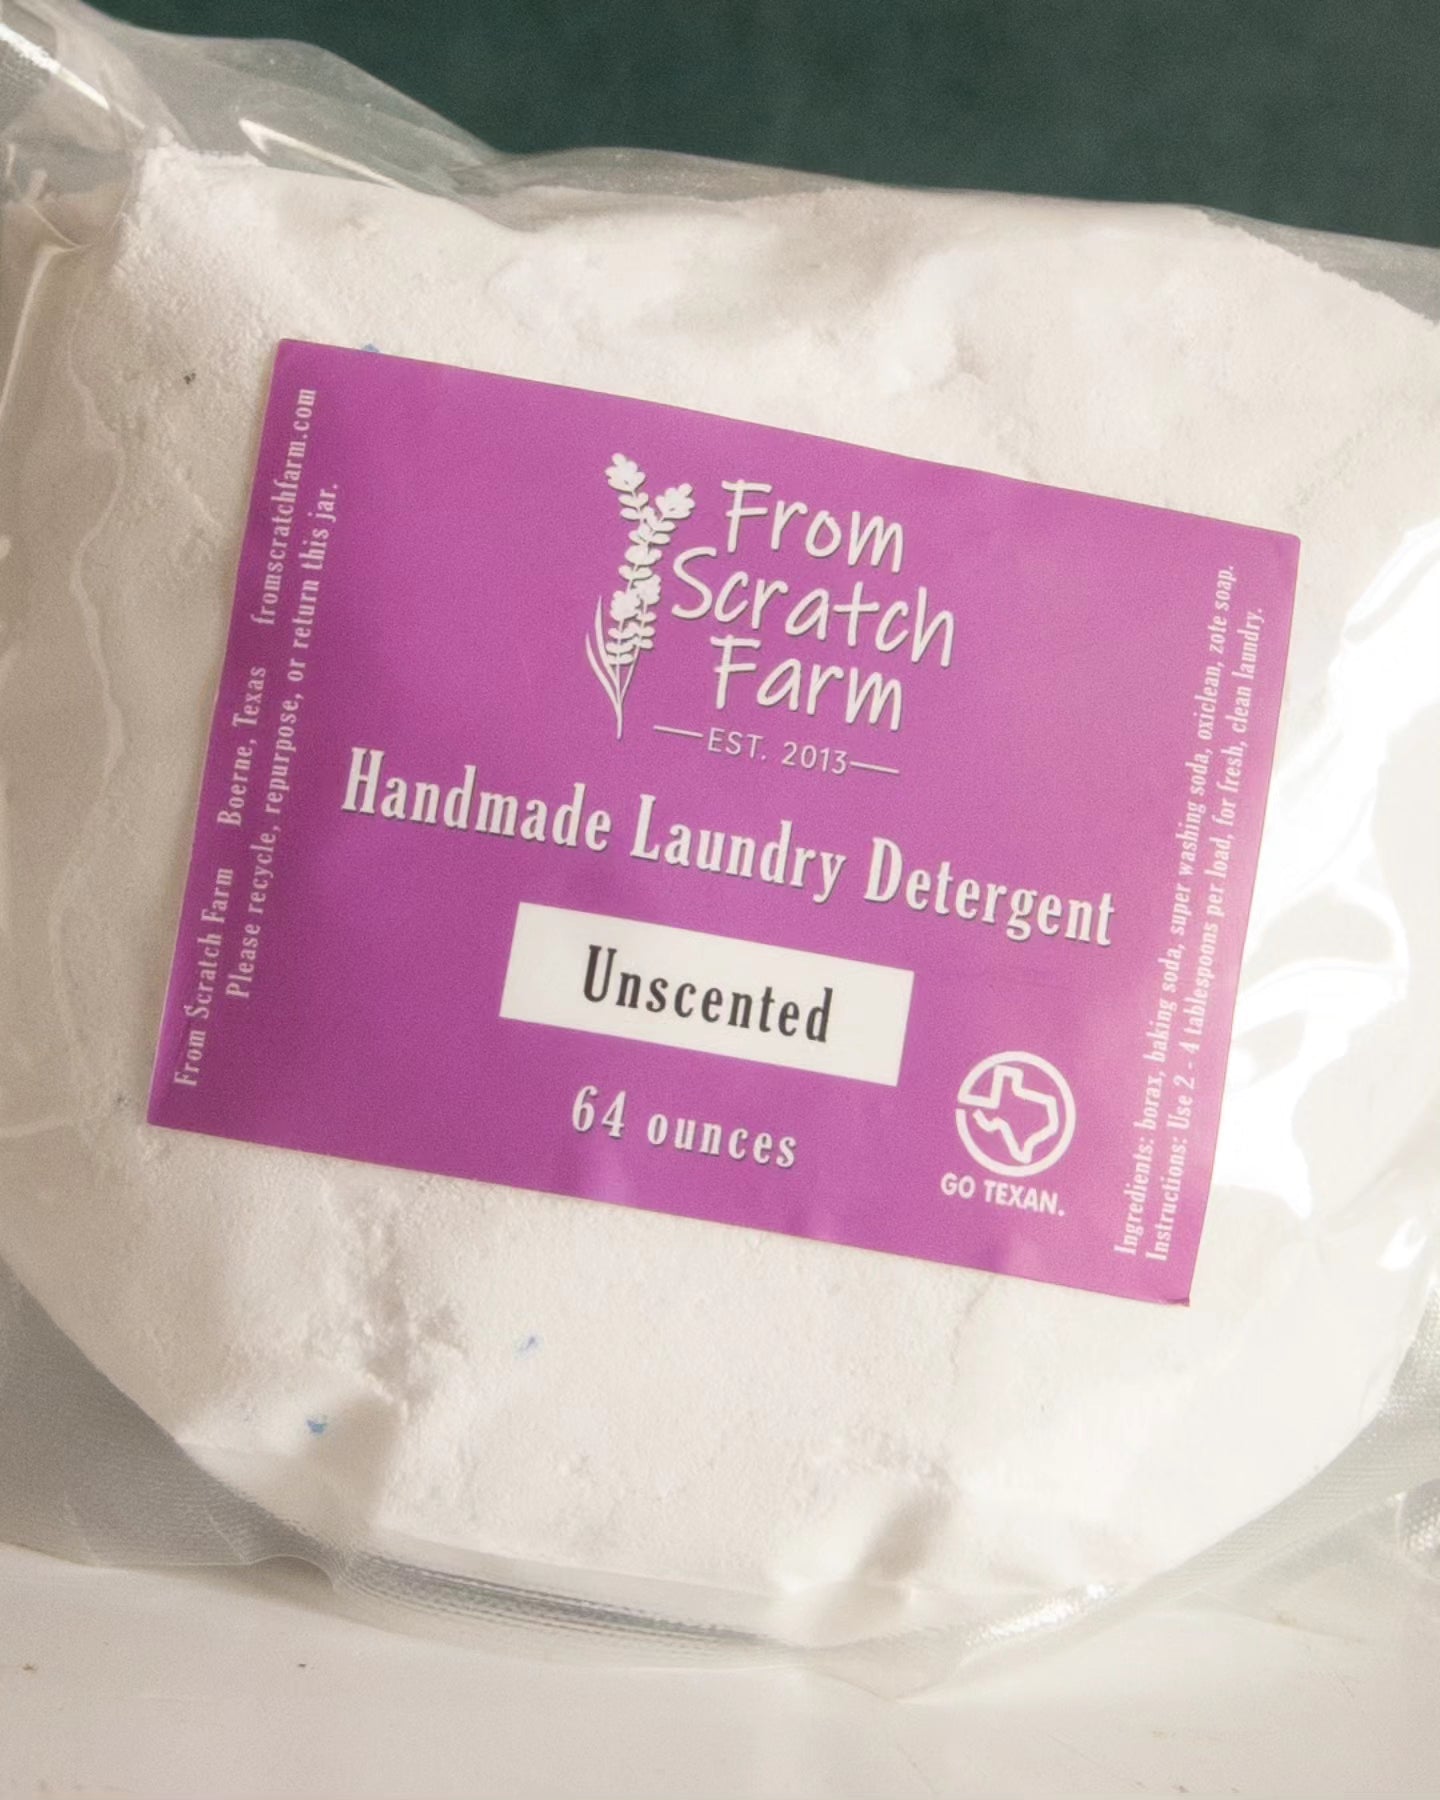 From Scratch Farm Boerne, Texas fromscratchfarm.com
Please recycle, repurpose, or return this jar.
From
Scratch
Farm
EST. 2013
Handmade Laundry Detergent
Unscented
64 ounces
GO TEXAN.
Ingredients: borax, baking soda, super washing soda, oxiclean, zote soap.
Instructions: Use 2 - 4 tablespoons per load, for fresh, clean laundry.